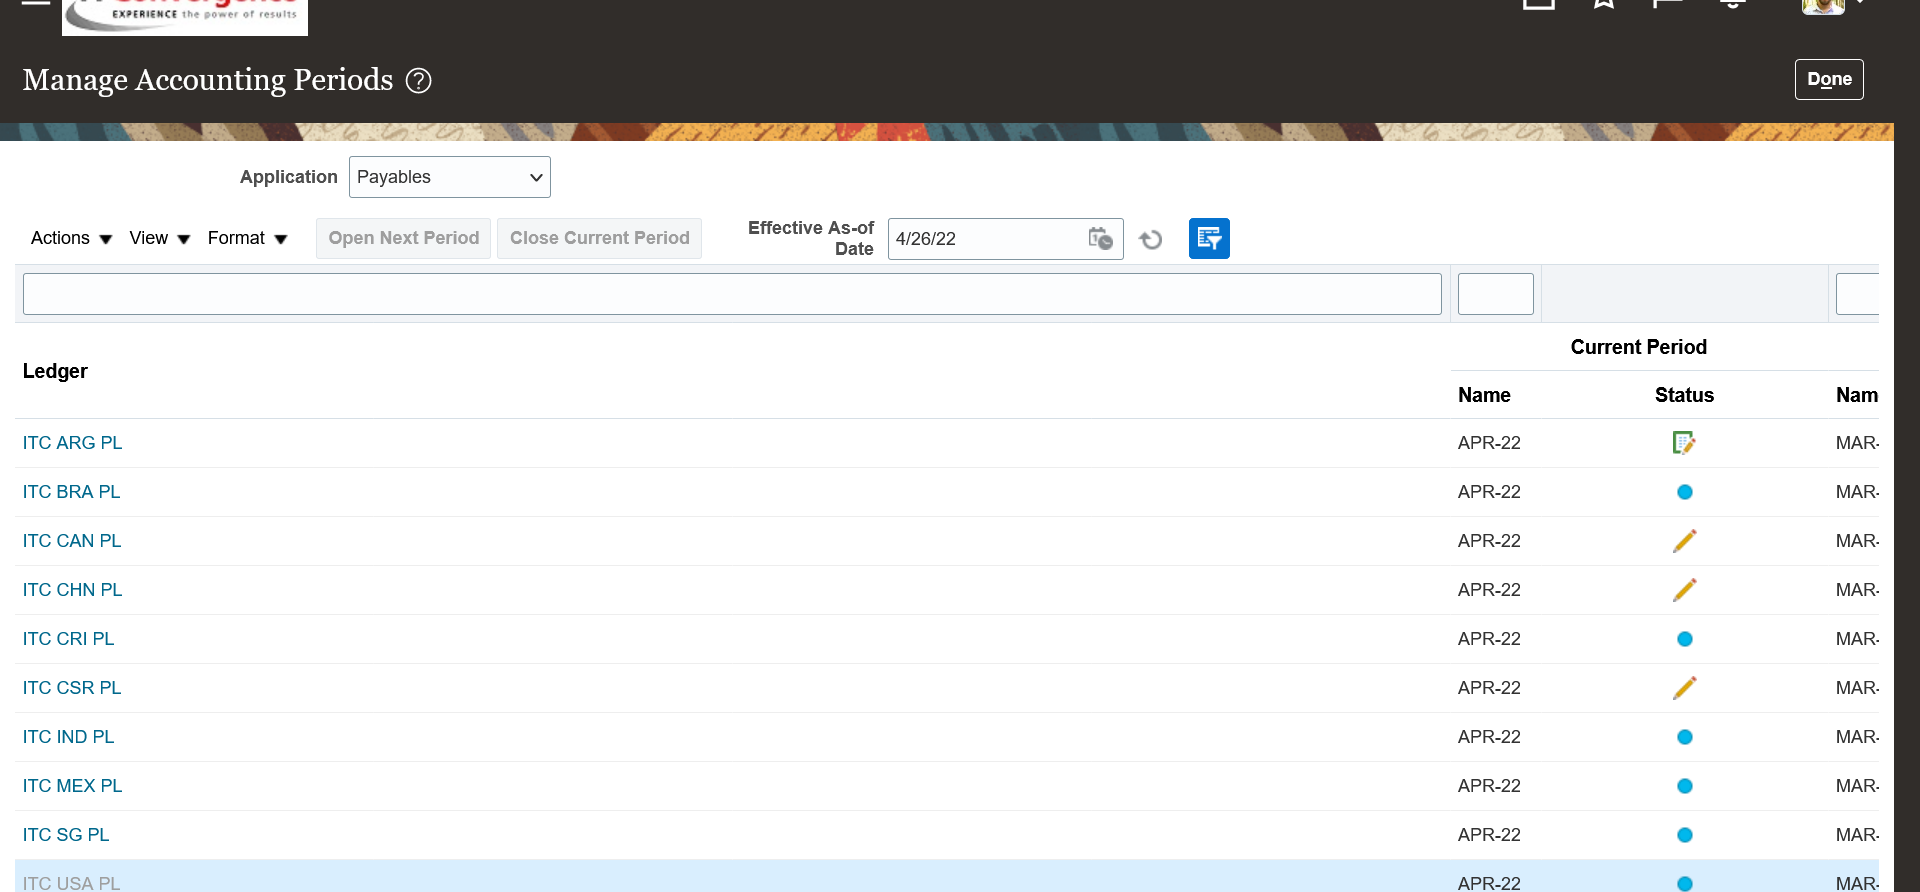 EXPERIENCE the power of results
Manage Accounting Periods ?
Done
Application Payables
Actions View Format Open Next Period Close Current Period Effective As-of Date 4/26/22
Current Period
Ledger
Name Status Nam
ITC ARG PL APR-22 MAR-
ITC BRA PL APR-22 MAR-
ITC CAN PL APR-22 MAR-
ITC CHN PL APR-22 MAR-
ITC CRI PL APR-22 MAR-
ITC CSR PL APR-22 MAR-
ITC IND PL APR-22 MAR-
ITC MEX PL APR-22 MAR-
ITC SG PL APR-22 MAR-
ITC USA PL APR-22 MAR-